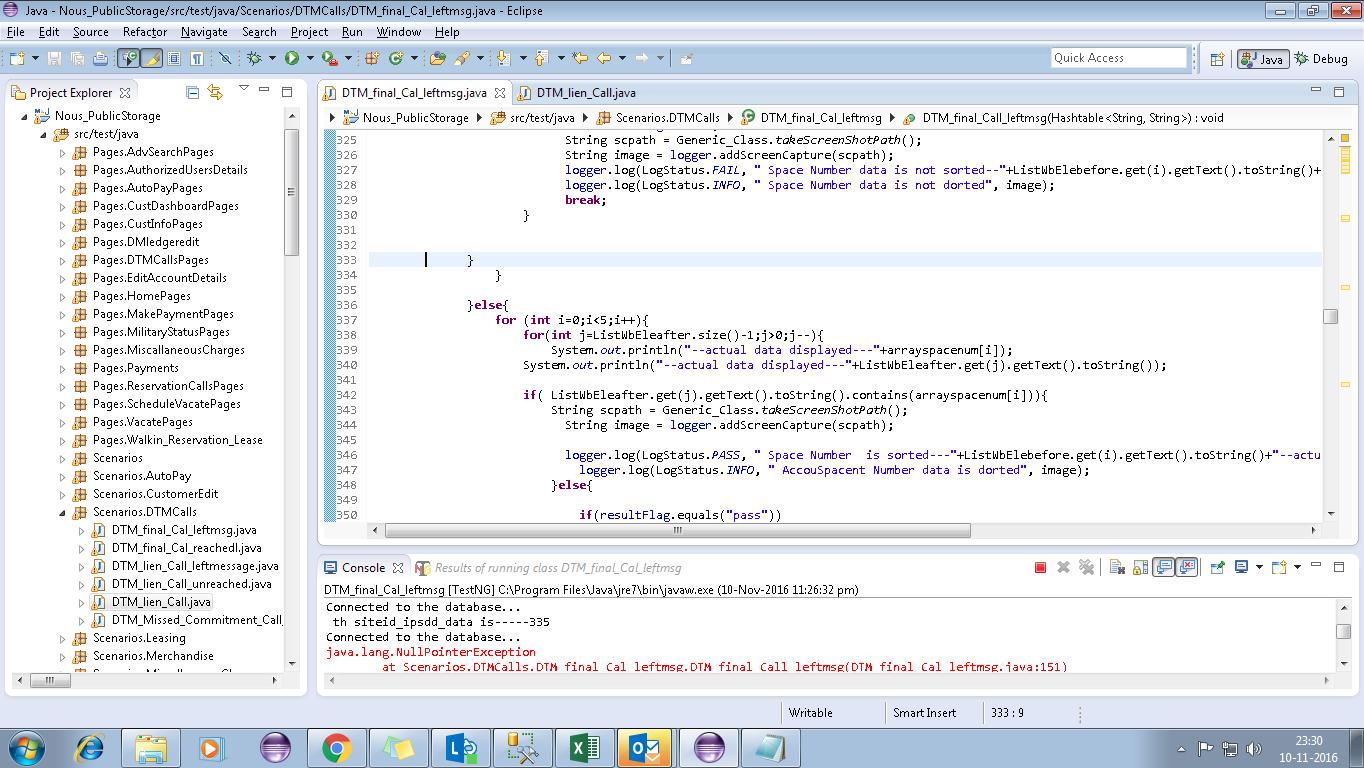 Java - Nous_PublicStorage/src/test/java/Scenarios/DTMCalls/DTM_final_Cal_leftmsg.java - Eclipse
File Edit Source Refactor Navigate Search Project Run Window Help
Quick Access
Java
Debug
Project Explorer
Nous_PublicStorage
src/test/java
Pages.AdvSearchPages
Pages.AuthorizedUsersDetails
Pages.AutoPayPages
Pages.CustDashboardPages
Pages.CustInfoPages
Pages.DMledgeredit
Pages.DTMCallsPages
Pages.EditAccountDetails
Pages.HomePages
Pages.MakePaymentPages
Pages.MilitaryStatusPages
Pages.MiscallaneousCharges
Pages.Payments
Pages.ReservationCallsPages
Pages.ScheduleVacatePages
Pages.VacatePages
Pages.Walkin_Reservation_Lease
Scenarios
Scenarios.AutoPay
Scenarios.CustomerEdit
Scenarios.DTMCalls
DTM_final_Cal_leftmsg.java
DTM_final_Cal_reachedl.java
DTM_lien_Call_leftmessage.java
DTM_lien_Call_unreached.java
DTM_lien_Call.java
DTM_Missed_Commitment_Call_
Scenarios.Leasing
Scenarios.Merchandise
DTM_final_Cal_leftmsg.java DTM_lien_Call.java
Nous_PublicStorage src/test/java Scenarios.DTMCalls DTM_final_Cal_leftmsg DTM_final_Call_leftmsg(Hashtable<String, String>) : void
325 String scpath = Generic_Class.takeScreenShotPath();
326 String image = logger.addScreenCapture(scpath);
327 logger.log(LogStatus.FAIL, " Space Number data is not sorted--"+ListWbElebefore.get(i).getText().toString()+
328 logger.log(LogStatus.INFO, " Space Number data is not dorted", image);
329 break;
330 }
331
332
333 }
334 }
335
336 }else{
337 for (int i=0;i<5;i++){
338 for(int j=ListWbEleafter.size()-1;j>0;j--){
339 System.out.println("--actual data displayed---"+arrayspacenum[i]);
340 System.out.println("--actual data displayed---"+ListWbEleafter.get(j).getText().toString());
341
342 if( ListWbEleafter.get(j).getText().toString().contains(arrayspacenum[i])){
343 String scpath = Generic_Class.takeScreenShotPath();
344 String image = logger.addScreenCapture(scpath);
345
346 logger.log(LogStatus.PASS, " Space Number  is sorted---"+ListWbElebefore.get(i).getText().toString()+"--actu
347 logger.log(LogStatus.INFO, " AccouSpacent Number data is dorted", image);
348 }else{
349
350 if(resultFlag.equals("pass"))
Console Results of running class DTM_final_Cal_leftmsg
DTM_final_Cal_leftmsg [TestNG] C:\Program Files\Java\jre7\bin\javaw.exe (10-Nov-2016 11:26:32 pm)
Connected to the database...
th siteid_ipsdd_data is-----335
Connected to the database...
java.lang.NullPointerException
at Scenarios.DTMCalls.DTM_final_Cal_leftmsg.DTM_final_Call_leftmsg(DTM_final_Cal_leftmsg.java:151)
Writable Smart Insert 333 : 9
23:30
10-11-2016